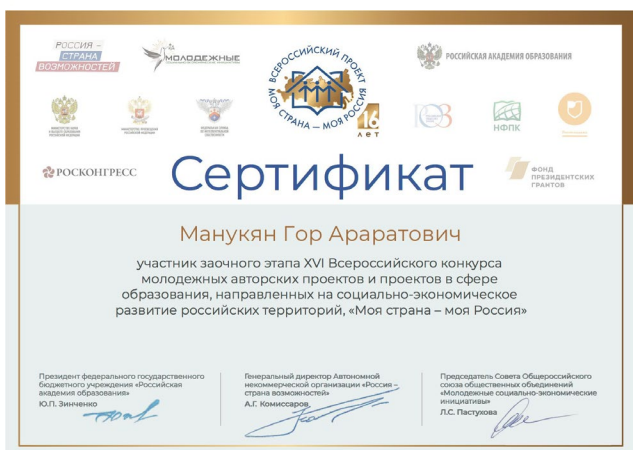 РОССИЯ –
СТРАНА
ВОЗМОЖНОСТЕЙ
МОЛОДЕЖНЫЕ
ВСЕРОССИЙСКИЙ ПРОЕКТ
МОЯ СТРАНА — МОЯ РОССИЯ
16
ЛЕТ
РОССИЙСКАЯ АКАДЕМИЯ ОБРАЗОВАНИЯ
НФПК
РОСКОНГРЕСС
Сертификат
ФОНД
ПРЕЗИДЕНТСКИХ
ГРАНТОВ
Манукян Гор Араратович
участник заочного этапа XVI Всероссийского конкурса
молодежных авторских проектов и проектов в сфере
образования, направленных на социально-экономическое
развитие российских территорий, «Моя страна – моя Россия»
Президент федерального государственного
бюджетного учреждения «Российская
академия образования»
Ю.П. Зинченко
Генеральный директор Автономной
некоммерческой организации «Россия –
страна возможностей»
А.Г. Комиссаров
Председатель Совета Общероссийского
союза общественных объединений
«Молодежные социально-экономические
инициативы»
Л.С. Пастухова